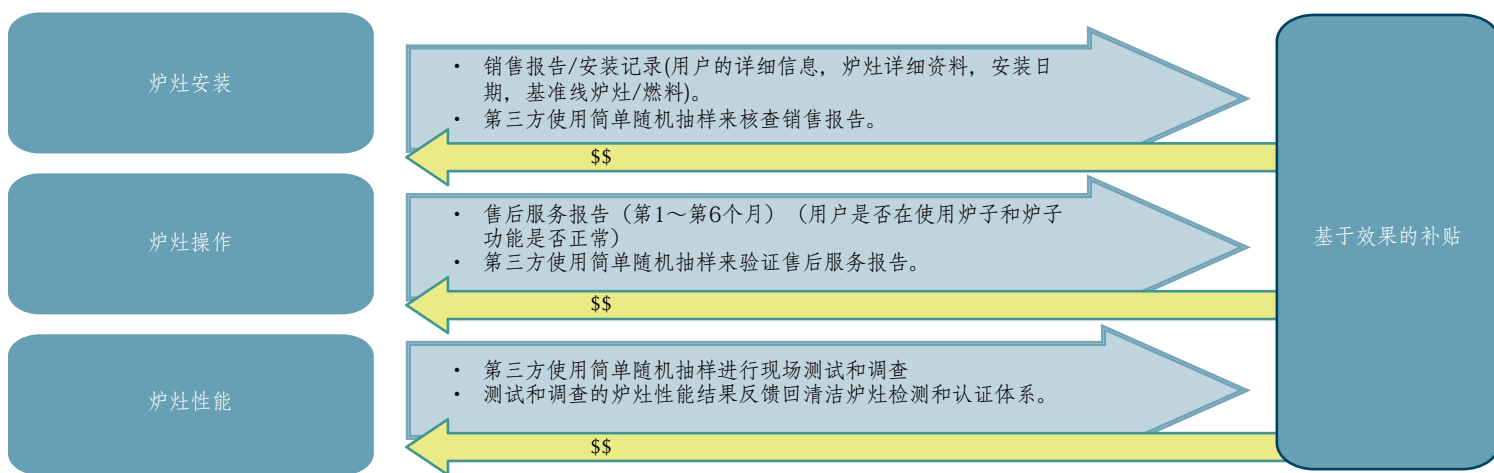 炉灶安装
• 销售报告/安装记录(用户的详细信息，炉灶详细资料，安装日
期，基准线炉灶/燃料)。
• 第三方使用简单随机抽样来核查销售报告。
$$
炉灶操作
• 售后服务报告（第1～第6个月）（用户是否在使用炉子和炉子
功能是否正常）
• 第三方使用简单随机抽样来验证售后服务报告。
$$
炉灶性能
• 第三方使用简单随机抽样进行现场测试和调查
• 测试和调查的炉灶性能结果反馈回清洁炉灶检测和认证体系。
$$
基于效果的补贴